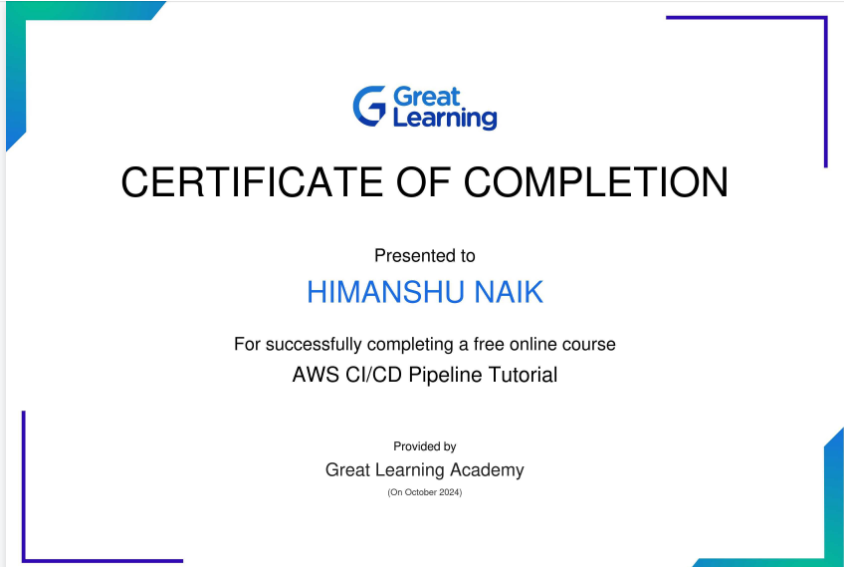 Great
Learning
CERTIFICATE OF COMPLETION
Presented to
HIMANSHU NAIK
For successfully completing a free online course
AWS CI/CD Pipeline Tutorial
Provided by
Great Learning Academy
(On October 2024)